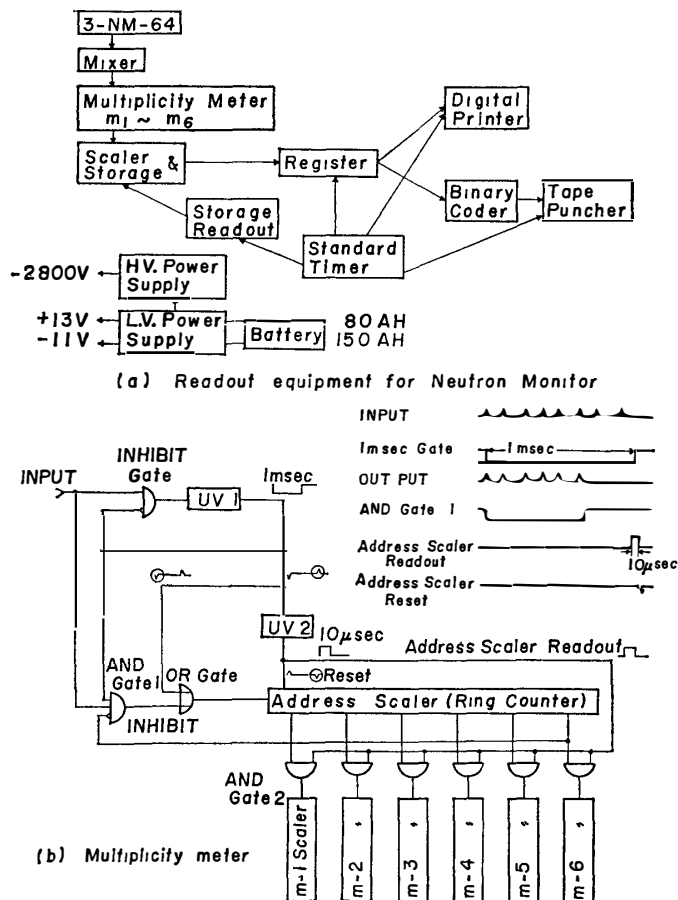 3-NM-64
Mixer
Multiplicity Meter
m1 ~ m6
Scaler &
Storage
Register
Digital
Printer
Storage
Readout
Binary
Coder
Tape
Puncher
Standard
Timer
-2800V
H.V. Power
Supply
+13V
-11V
L.V. Power
Supply
Battery
80 AH
150 AH
(a) Readout equipment for Neutron Monitor
INPUT
1msec Gate
1msec
OUT PUT
AND Gate 1
Address Scaler
Readout
10μsec
Address Scaler
Reset
INPUT
INHIBIT
Gate
UV 1
1msec
UV 2
10μsec
Address Scaler Readout
AND
Gate1
OR Gate
INHIBIT
Reset
Address Scaler (Ring Counter)
AND
Gate 2
m-1 Scaler
m-2 〃
m-3 〃
m-4 〃
m-5 〃
m-6 〃
(b) Multiplicity meter